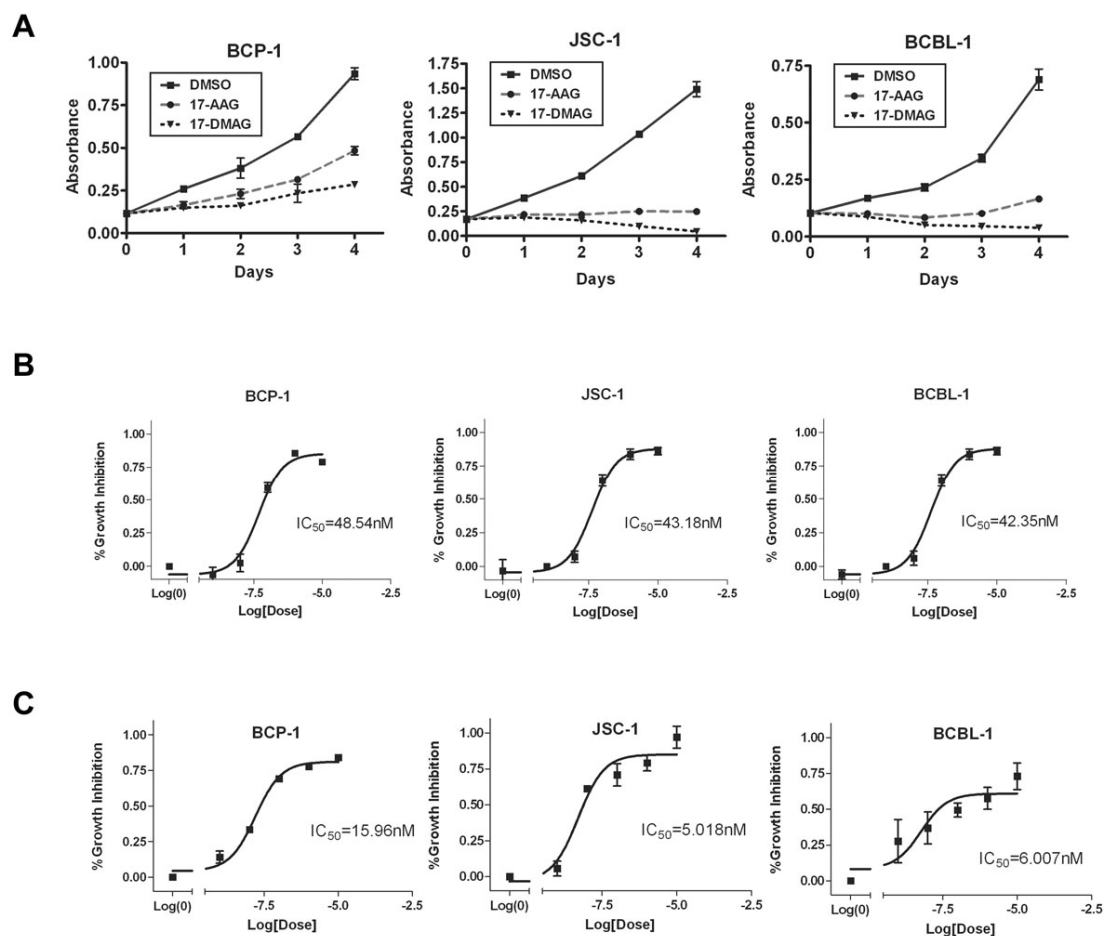 A
BCP-1
1.00
0.75
0.50
0.25
0.00
Absorbance
DMSO
17-AAG
17-DMAG
0 1 2 3 4
Days
JSC-1
1.75
1.50
1.25
1.00
0.75
0.50
0.25
0.00
Absorbance
DMSO
17-AAG
17-DMAG
0 1 2 3 4
Days
BCBL-1
0.75
0.50
0.25
0.00
Absorbance
DMSO
17-AAG
17-DMAG
0 1 2 3 4
Days
B
BCP-1
1.00
0.75
0.50
0.25
0.00
% Growth Inhibition
IC50=48.54nM
Log(0) -7.5 -5.0 -2.5
Log[Dose]
JSC-1
1.00
0.75
0.50
0.25
0.00
% Growth Inhibition
IC50=43.18nM
Log(0) -7.5 -5.0 -2.5
Log[Dose]
BCBL-1
1.00
0.75
0.50
0.25
0.00
% Growth Inhibition
IC50=42.35nM
Log(0) -7.5 -5.0 -2.5
Log[Dose]
C
BCP-1
1.00
0.75
0.50
0.25
0.00
%Growth Inhibition
IC50=15.96nM
Log(0) -7.5 -5.0 -2.5
Log[Dose]
JSC-1
1.00
0.75
0.50
0.25
0.00
%Growth Inhibition
IC50=5.018nM
Log(0) -7.5 -5.0 -2.5
Log[Dose]
BCBL-1
1.00
0.75
0.50
0.25
0.00
%Growth Inhibition
IC50=6.007nM
Log(0) -7.5 -5.0 -2.5
Log[Dose]